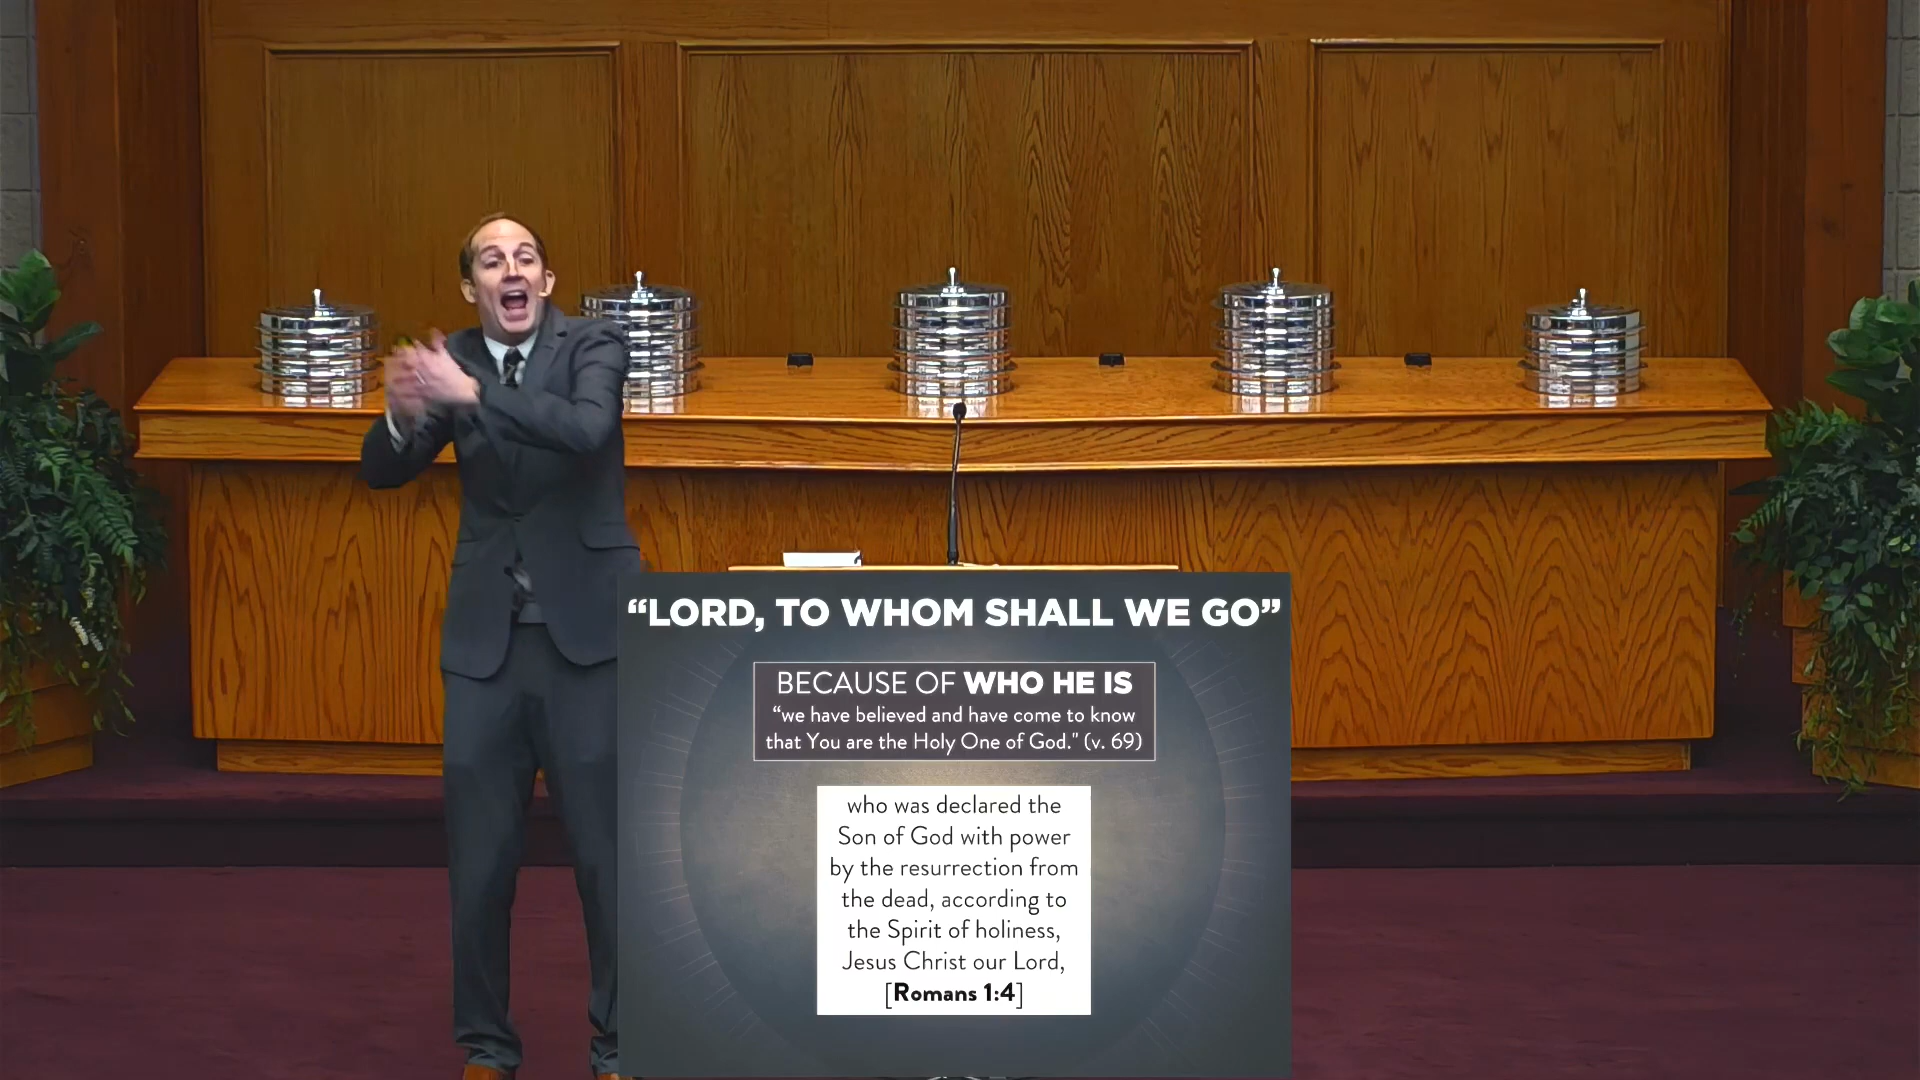 “LORD, TO WHOM SHALL WE GO”
BECAUSE OF WHO HE IS
“we have believed and have come to know
that You are the Holy One of God." (v. 69)
who was declared the
Son of God with power
by the resurrection from
the dead, according to
the Spirit of holiness,
Jesus Christ our Lord,
[Romans 1:4]